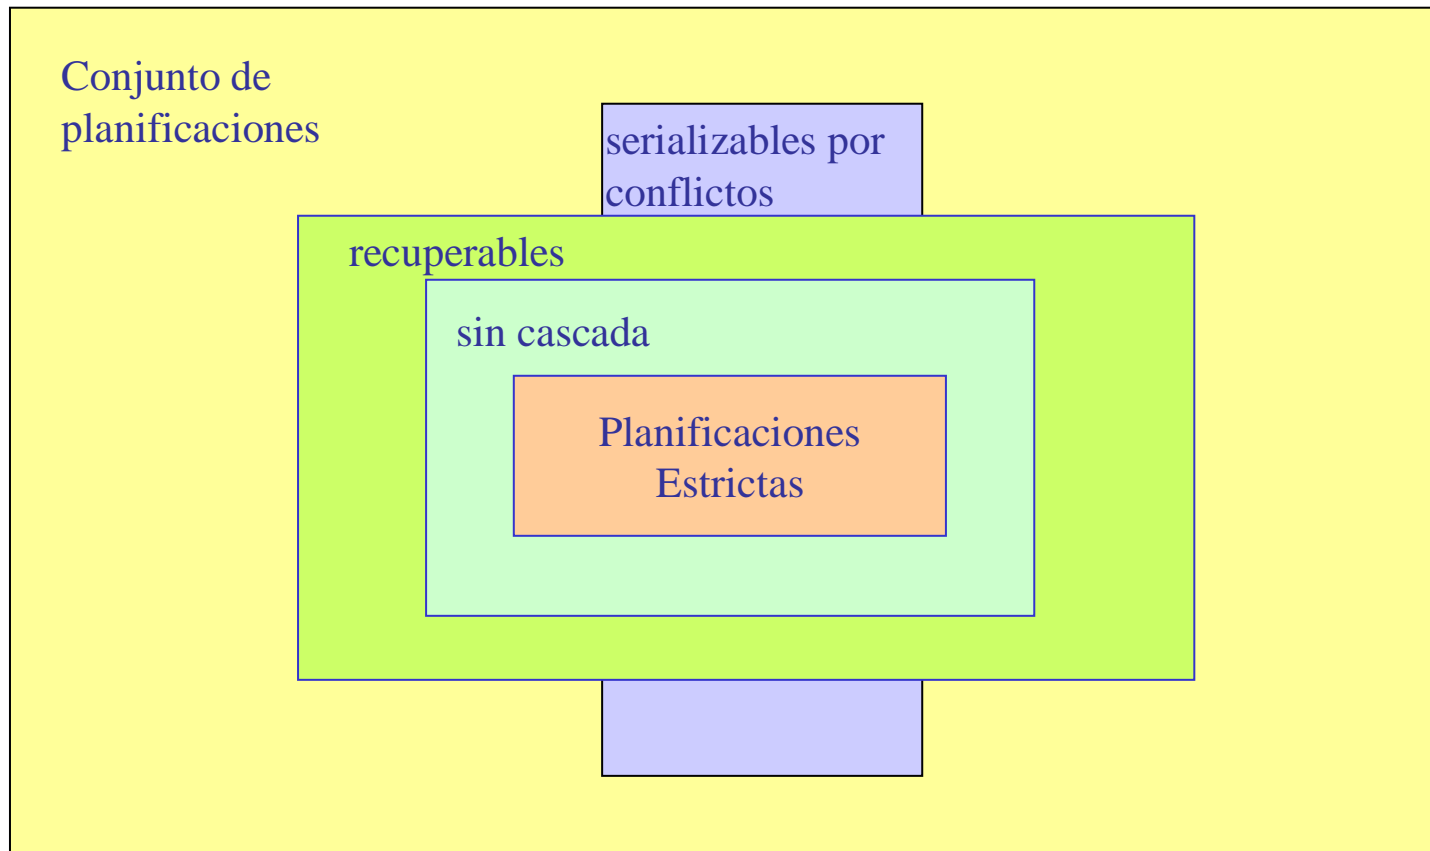 Conjunto de
planificaciones
serializables por
conflictos
recuperables
sin cascada
Planificaciones
Estrictas